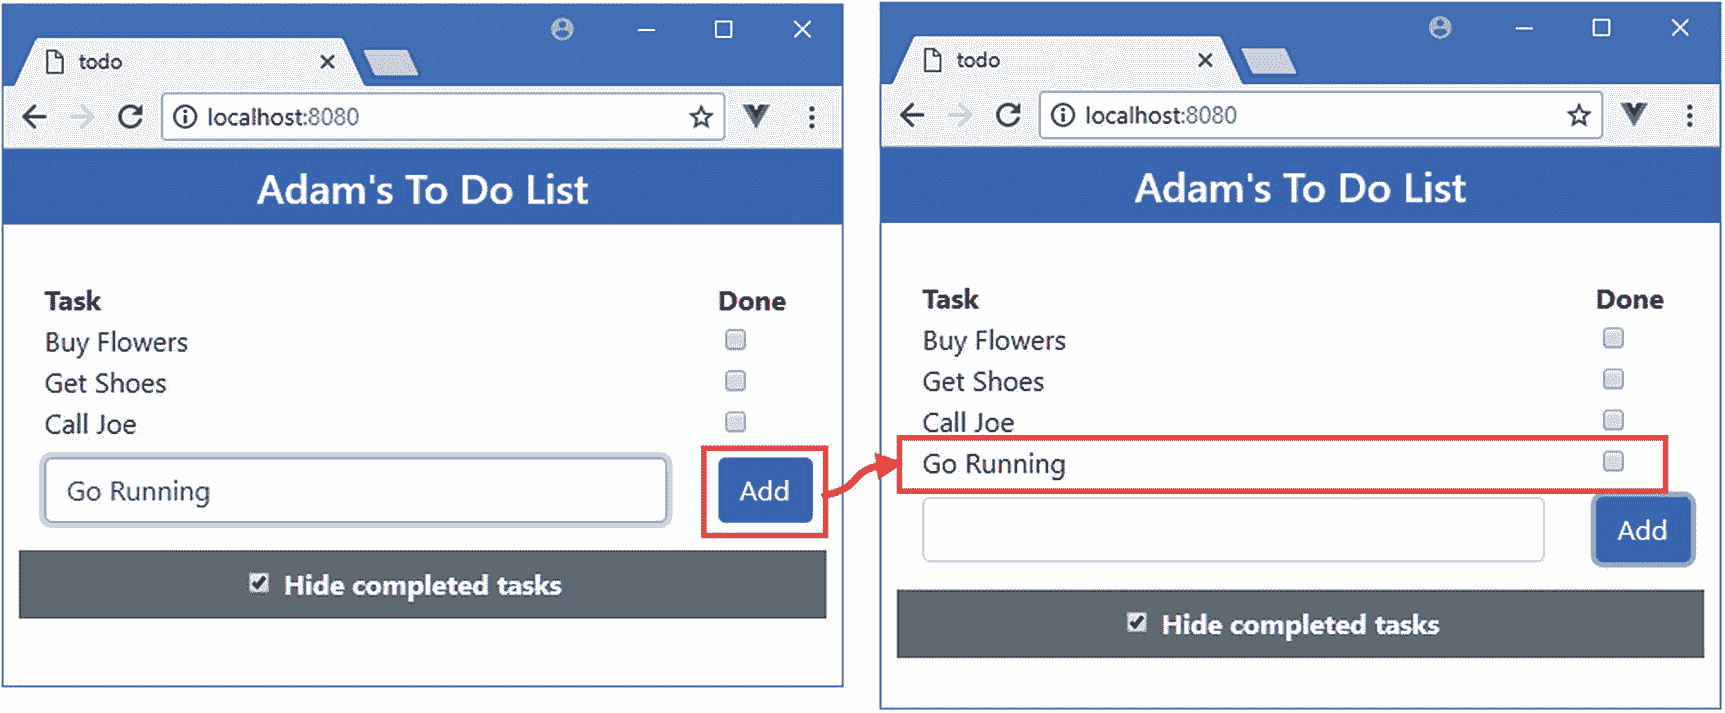 todo
localhost:8080
Adam's To Do List
Task Done
Buy Flowers
Get Shoes
Call Joe
Go Running Add
Hide completed tasks
todo
localhost:8080
Adam's To Do List
Task Done
Buy Flowers
Get Shoes
Call Joe
Go Running
Add
Hide completed tasks